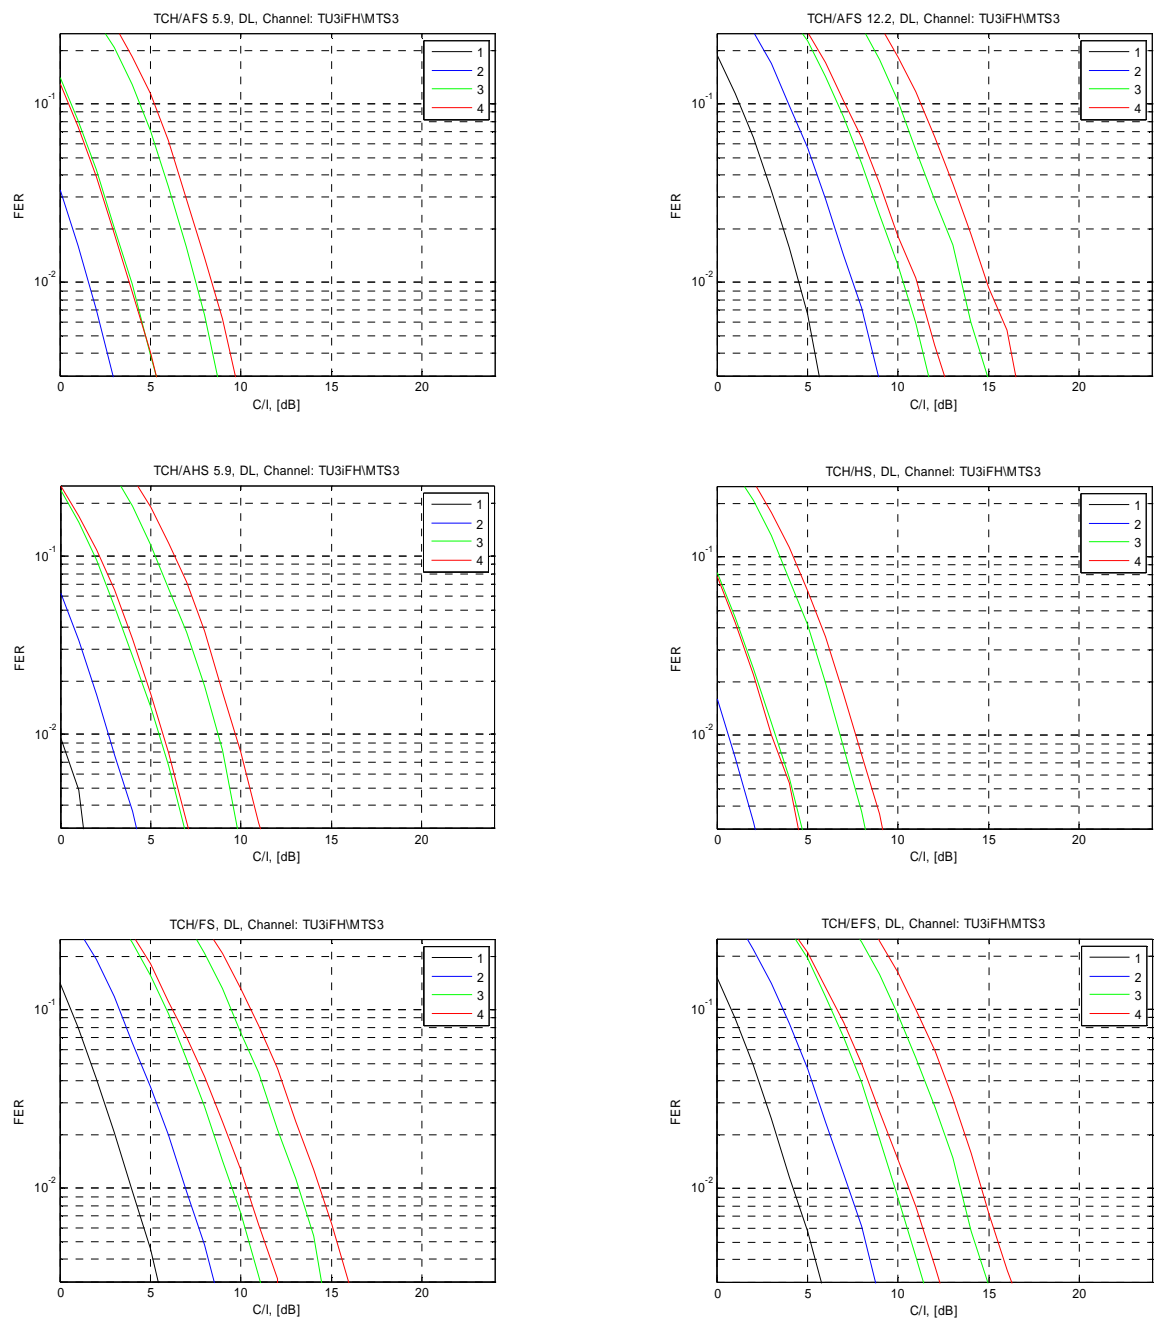 TCH/AFS 5.9, DL, Channel: TU3iFH\MTS3
1
2
3
4
10^-1
10^-2
FER
0 5 10 15 20
C/I, [dB]
TCH/AFS 12.2, DL, Channel: TU3iFH\MTS3
1
2
3
4
10^-1
10^-2
FER
0 5 10 15 20
C/I, [dB]
TCH/AHS 5.9, DL, Channel: TU3iFH\MTS3
1
2
3
4
10^-1
10^-2
FER
0 5 10 15 20
C/I, [dB]
TCH/HS, DL, Channel: TU3iFH\MTS3
1
2
3
4
10^-1
10^-2
FER
0 5 10 15 20
C/I, [dB]
TCH/FS, DL, Channel: TU3iFH\MTS3
1
2
3
4
10^-1
10^-2
FER
0 5 10 15 20
C/I, [dB]
TCH/EFS, DL, Channel: TU3iFH\MTS3
1
2
3
4
10^-1
10^-2
FER
0 5 10 15 20
C/I, [dB]